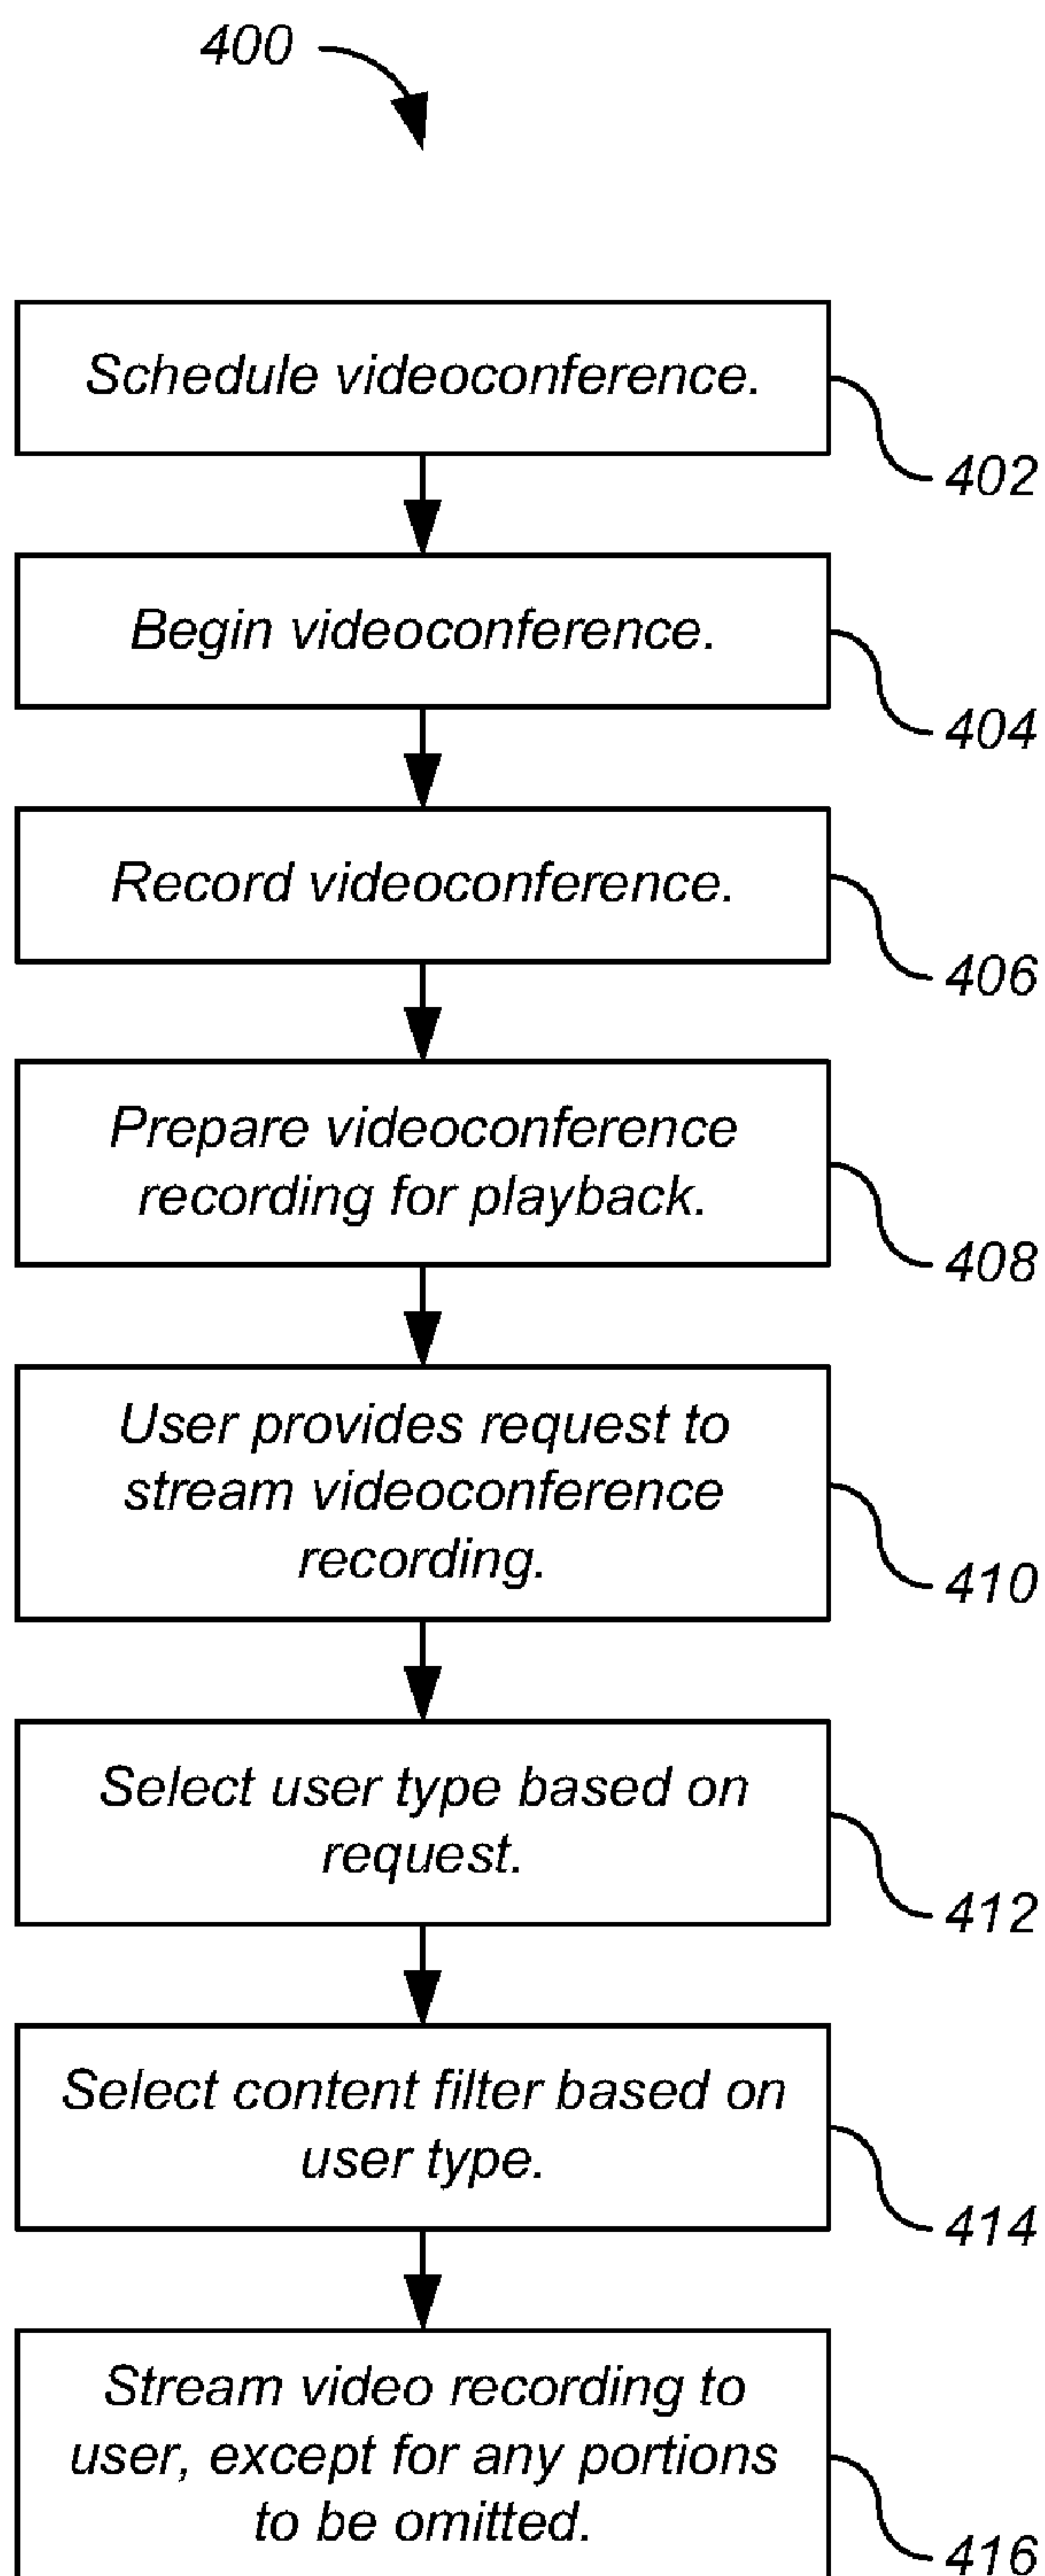 400
Schedule videoconference.
402
Begin videoconference.
404
Record videoconference.
406
Prepare videoconference
recording for playback.
408
User provides request to
stream videoconference
recording.
410
Select user type based on
request.
412
Select content filter based on
user type.
414
Stream video recording to
user, except for any portions
to be omitted.
416